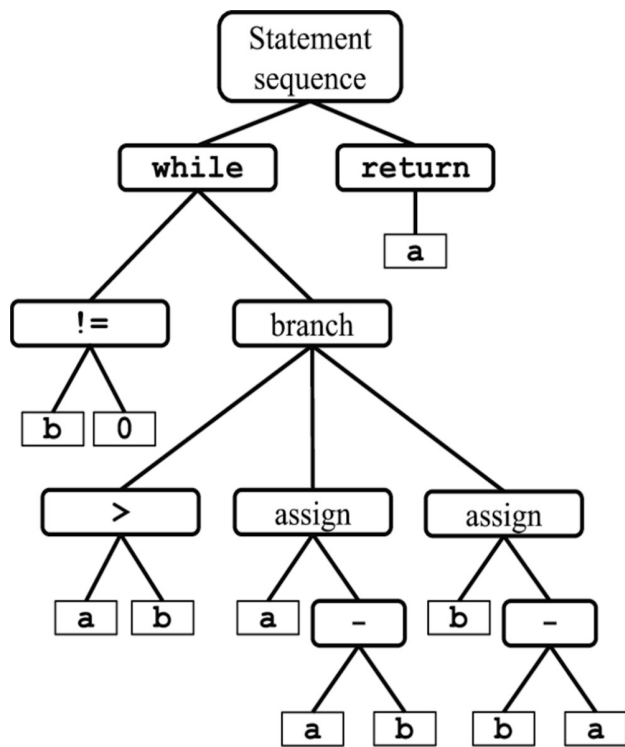 Statement
sequence
while return
a
!= branch
b 0
> assign assign
a b a - b -
a b b a